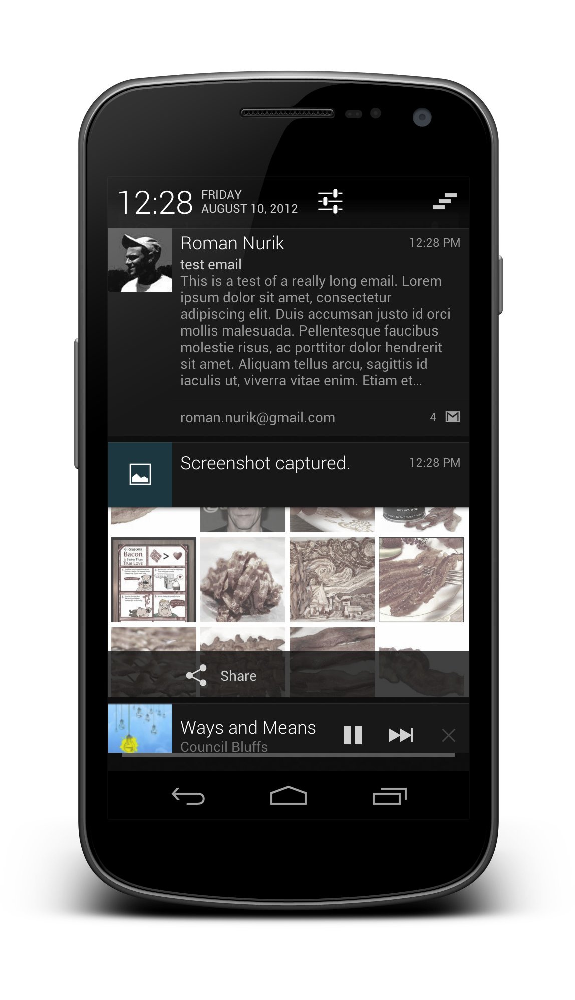 12:28
FRIDAY
AUGUST 10, 2012
Roman Nurik
12:28 PM
test email
This is a test of a really long email. Lorem
ipsum dolor sit amet, consectetur
adipiscing elit. Duis accumsan justo id orci
mollis malesuada. Pellentesque faucibus
molestie risus, ac porttitor dolor hendrerit
sit amet. Aliquam tellus arcu, sagittis id
iaculis ut, viverra vitae enim. Etiam et…
roman.nurik@gmail.com
4
Screenshot captured.
12:28 PM
NET WT. 9 OZ
6 Reasons
Bacon
is Better Than
True Love
>
Share
Ways and Means
Council Bluffs